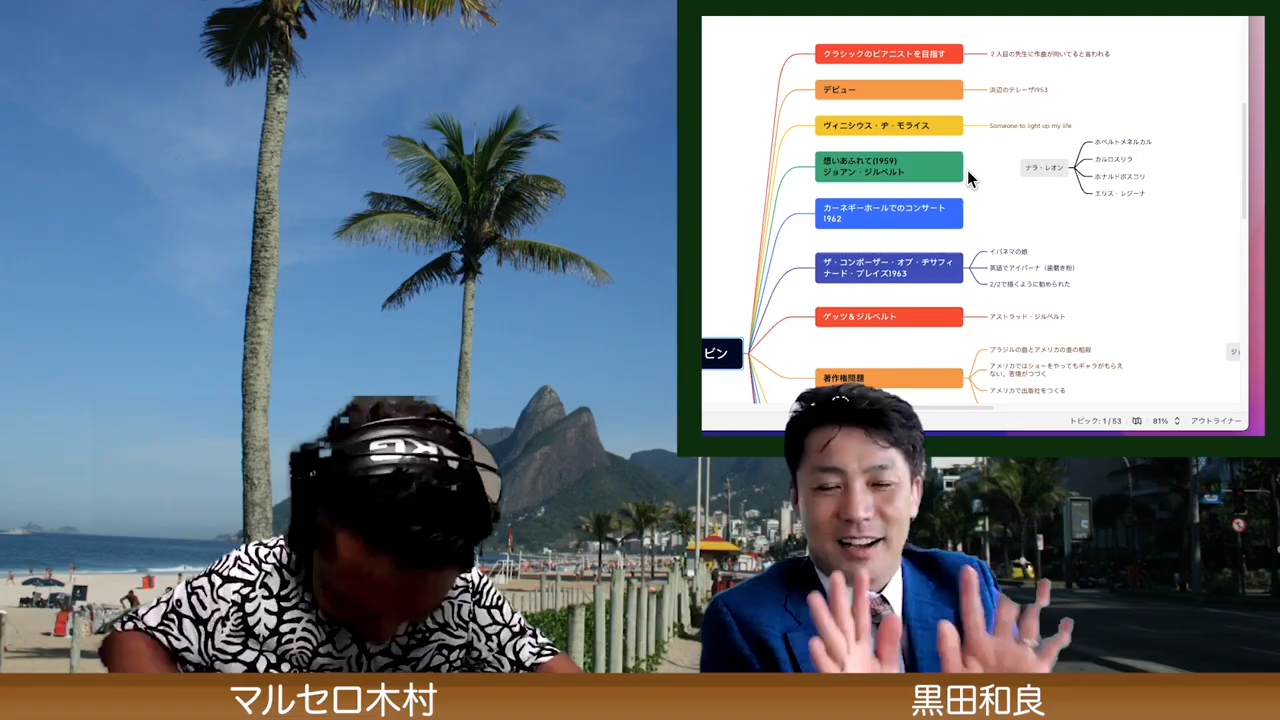 クラシックのピアニストを目指す
２人目の先生に作曲が向いてると言われる
デビュー
浜辺のテレーザ1953
ヴィニシウス・ヂ・モライス
Someone to light up my life
想いあふれて(1959)
ジョアン・ジルベルト
ナラ・レオン
ホベルトメネルカル
カルロスリラ
ホナルドボスコリ
エリス・レジーナ
カーネギーホールでのコンサート
1962
ザ・コンポーザー・オブ・ヂサフィ
ナード・プレイズ1963
イパネマの娘
英語でアイパーナ（歯磨き粉）
2/2で描くように勧められた
ゲッツ＆ジルベルト
アストラッド・ジルベルト
ビン
著作権問題
ブラジルの曲とアメリカの曲の相殺
アメリカではショーをやってもギャラがもらえ
ない、苦境がつづく
アメリカで出版社をつくる
トピック: 1 / 53
81%
アウトライナー
マルセロ木村
黒田和良